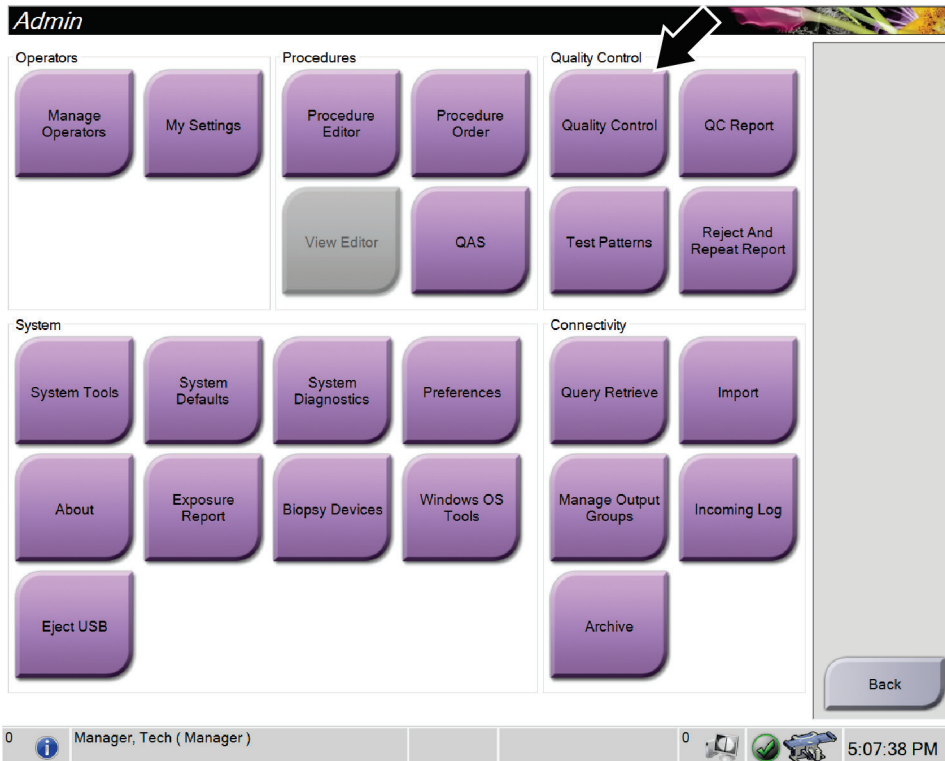 Admin
Operators
Manage
Operators
My Settings
Procedures
Procedure
Editor
Procedure
Order
View Editor
QAS
Quality Control
Quality Control
QC Report
Test Patterns
Reject And
Repeat Report
System
System Tools
System
Defaults
System
Diagnostics
Preferences
About
Exposure
Report
Biopsy Devices
Windows OS
Tools
Eject USB
Connectivity
Query Retrieve
Import
Manage Output
Groups
Incoming Log
Archive
Back
0
Manager, Tech ( Manager )
0
5:07:38 PM